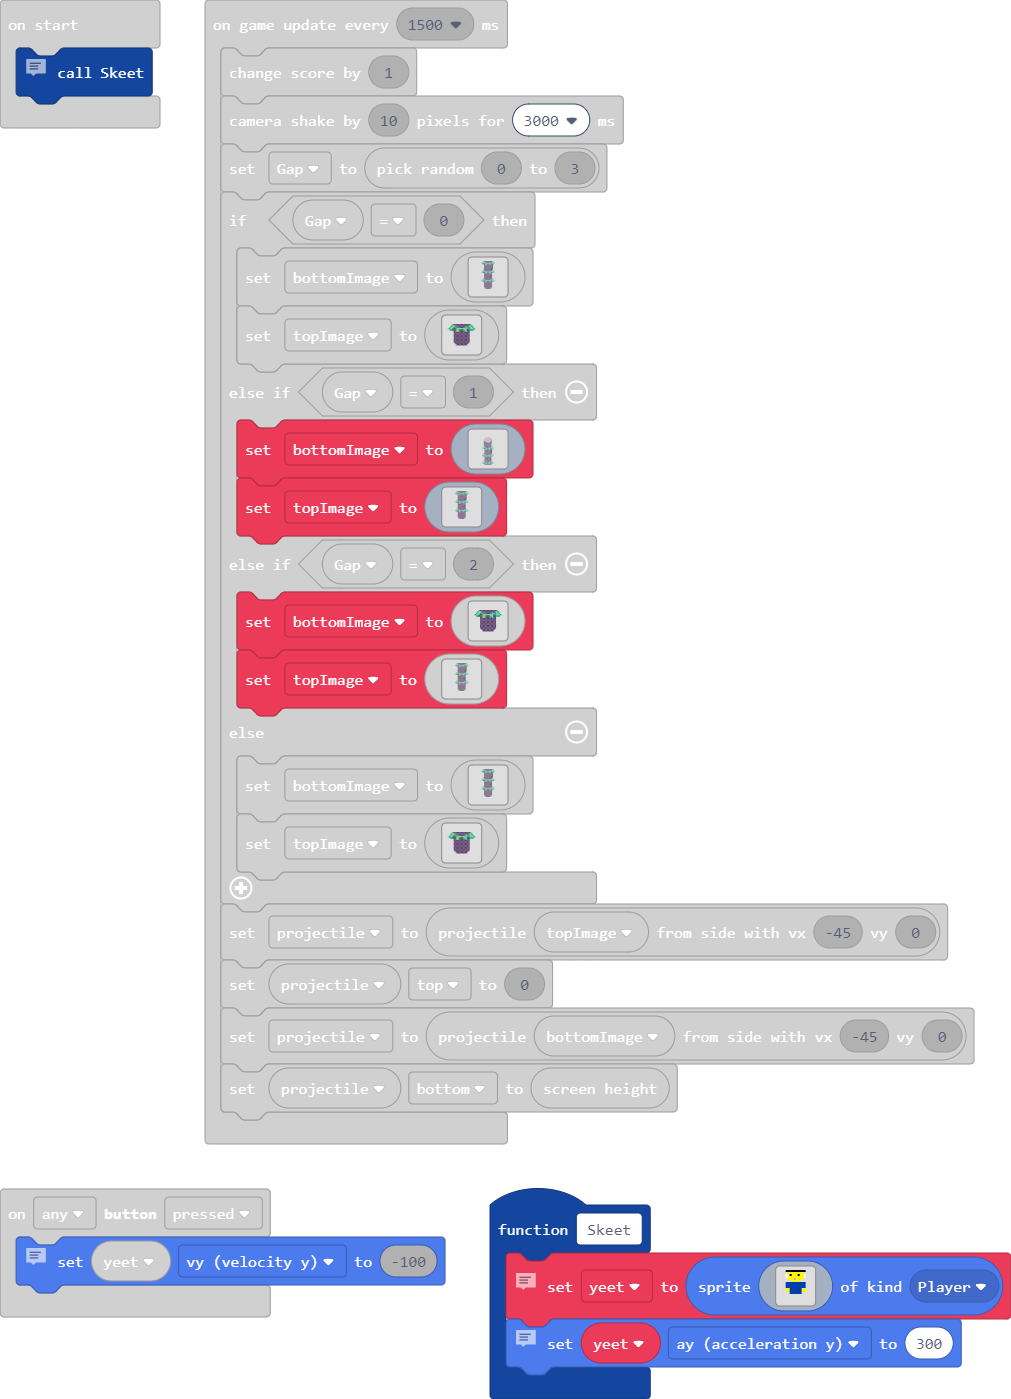 on start
call Skeet
on game update every 1500 ms
change score by 1
camera shake by 10 pixels for 3000 ms
set Gap to pick random 0 to 3
if Gap = 0 then
set bottomImage to
set topImage to
else if Gap = 1 then
set bottomImage to
set topImage to
else if Gap = 2 then
set bottomImage to
set topImage to
else
set bottomImage to
set topImage to
set projectile to projectile topImage from side with vx -45 vy 0
set projectile top to 0
set projectile to projectile bottomImage from side with vx -45 vy 0
set projectile bottom to screen height
on any button pressed
set yeet vy (velocity y) to -100
function Skeet
set yeet to sprite of kind Player
set yeet ay (acceleration y) to 300